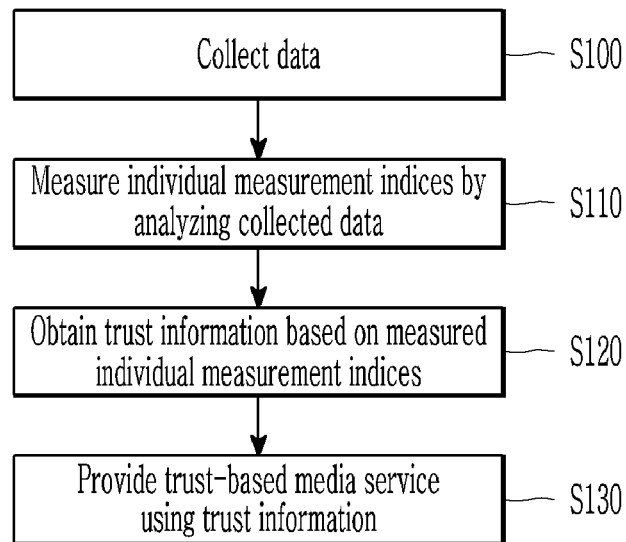 Collect data
S100
Measure individual measurement indices by
analyzing collected data
S110
Obtain trust information based on measured
individual measurement indices
S120
Provide trust-based media service
using trust information
S130